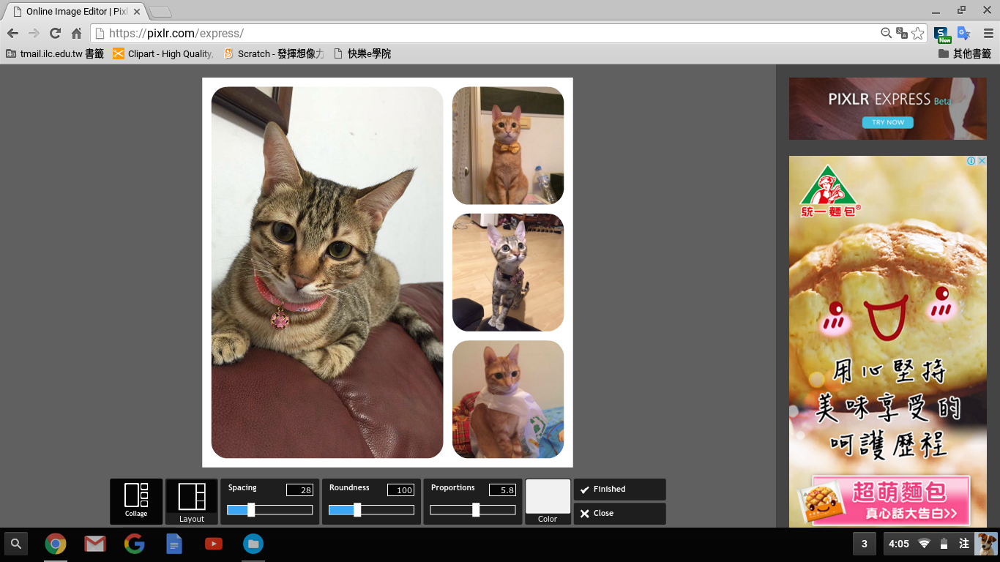 Online Image Editor | Pix
https://pixlr.com/express/
tmail.ilc.edu.tw 書籤
Clipart - High Quality,
Scratch - 發揮想像力
快樂e學院
其他書籤
New
PIXLR EXPRESS Beta
TRY NOW
統一麵包®
用心堅持
美味享受的
呵護歷程
超萌麵包
真心話大告白>>
Collage
Layout
Spacing
28
Roundness
100
Proportions
5.8
Color
Finished
Close
3
4:05
注